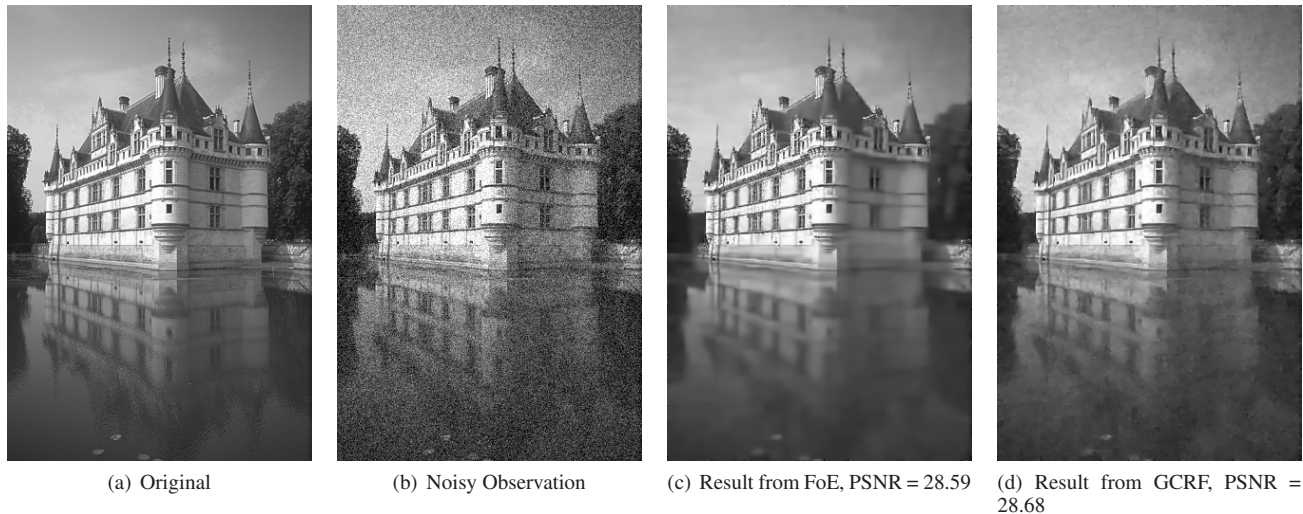 (a) Original
(b) Noisy Observation
(c) Result from FoE, PSNR = 28.59
(d) Result from GCRF, PSNR =
28.68